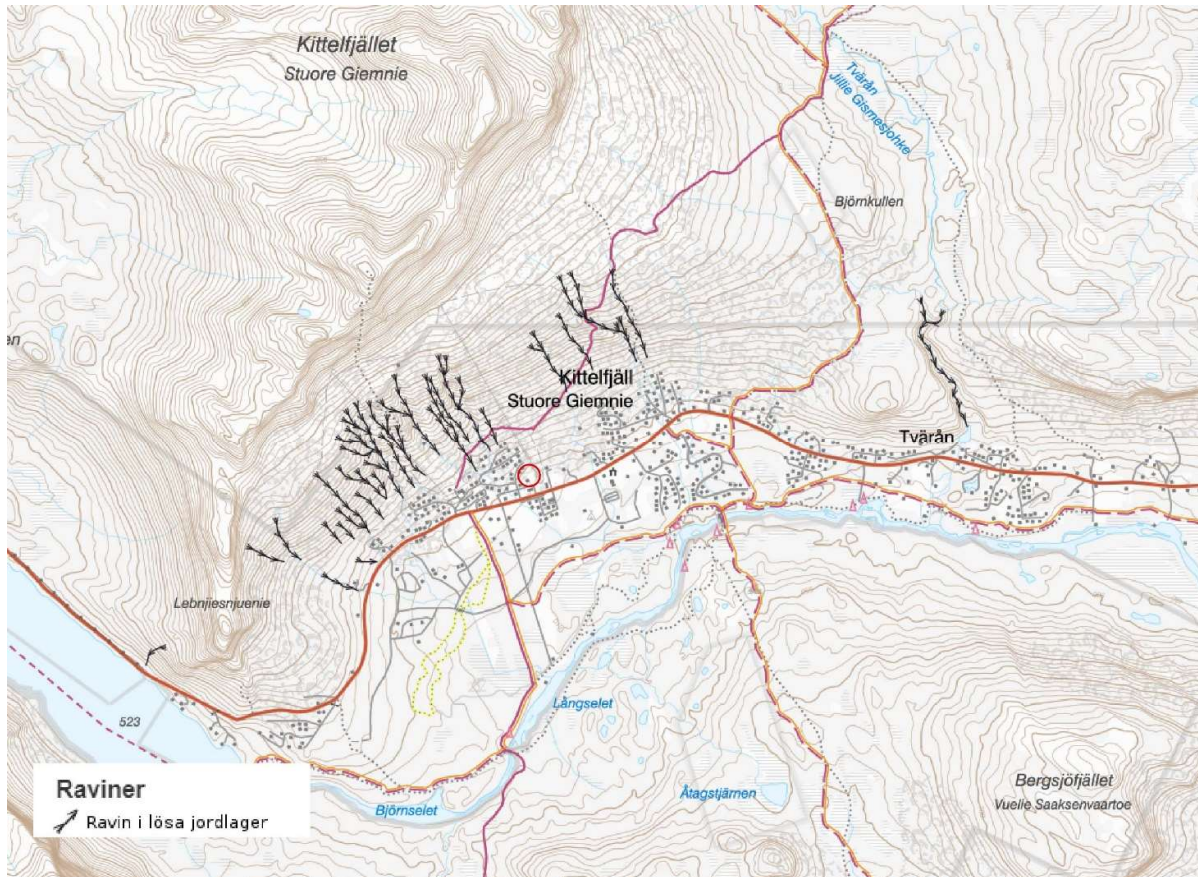 Kittelfjället
Stuore Giemnie
Tvärån
Jillie Gismesjohke
Björnkullen
en
Kittelfjäll
Stuore Giemnie
Tvärån
Lebnjiesnjuenie
523
Långselet
Björnselet
Åtagstjärnen
Bergsjöfjället
Vuelie Saaksenvaartoe
Raviner
Ravin i lösa jordlager